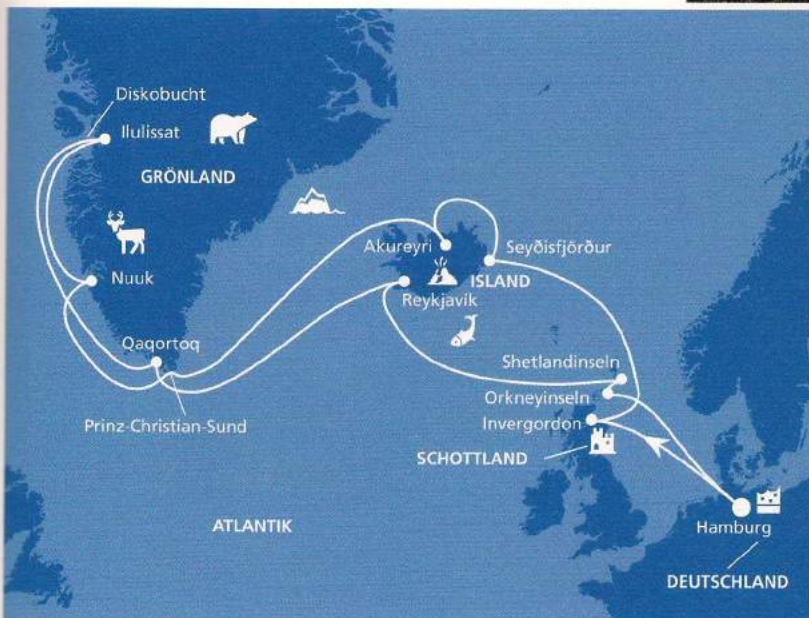 Diskobucht
Ilulissat
GRÖNLAND
Akureyri
Seyðisfjörður
Nuuk
ISLAND
Reykjavík
Qaqortoq
Shetlandinseln
Orkneyinseln
Prinz-Christian-Sund
Invergordon
SCHOTTLAND
ATLANTIK
Hamburg
DEUTSCHLAND